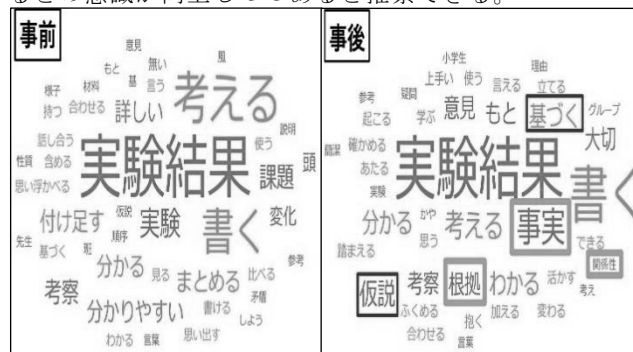 るとの意識が向上しつつあると推察できる。
事前
意見
無い
風
もと
様子
材料
基
言う
考える
持つ
合わせる
詳しい
話し合う
使う
説明
性質
含める
実験結果
頭
思い浮かべる
課題
付け足す
仮説
実験
書く
変化
順序
先生
基づく
班
参考
分かる
見る
まとめる
比べる
考察
矛盾
分かりやすい
書ける
しよう
わかる
言葉
思い出す
事後
小学生
理由
上手い
使う
言える
立てる
参考
疑問
起こる
学ぶ
意見
もと
基づく
グループ
大切
確かめる
あたる
実験結果
書く
実験
分かる
かや
思う
考える
事実
できる
踏まえる
関係性
仮説
考察
根拠
わかる
活かす
考え
ふくめる
抱く
加える
変わる
合わせる
言葉